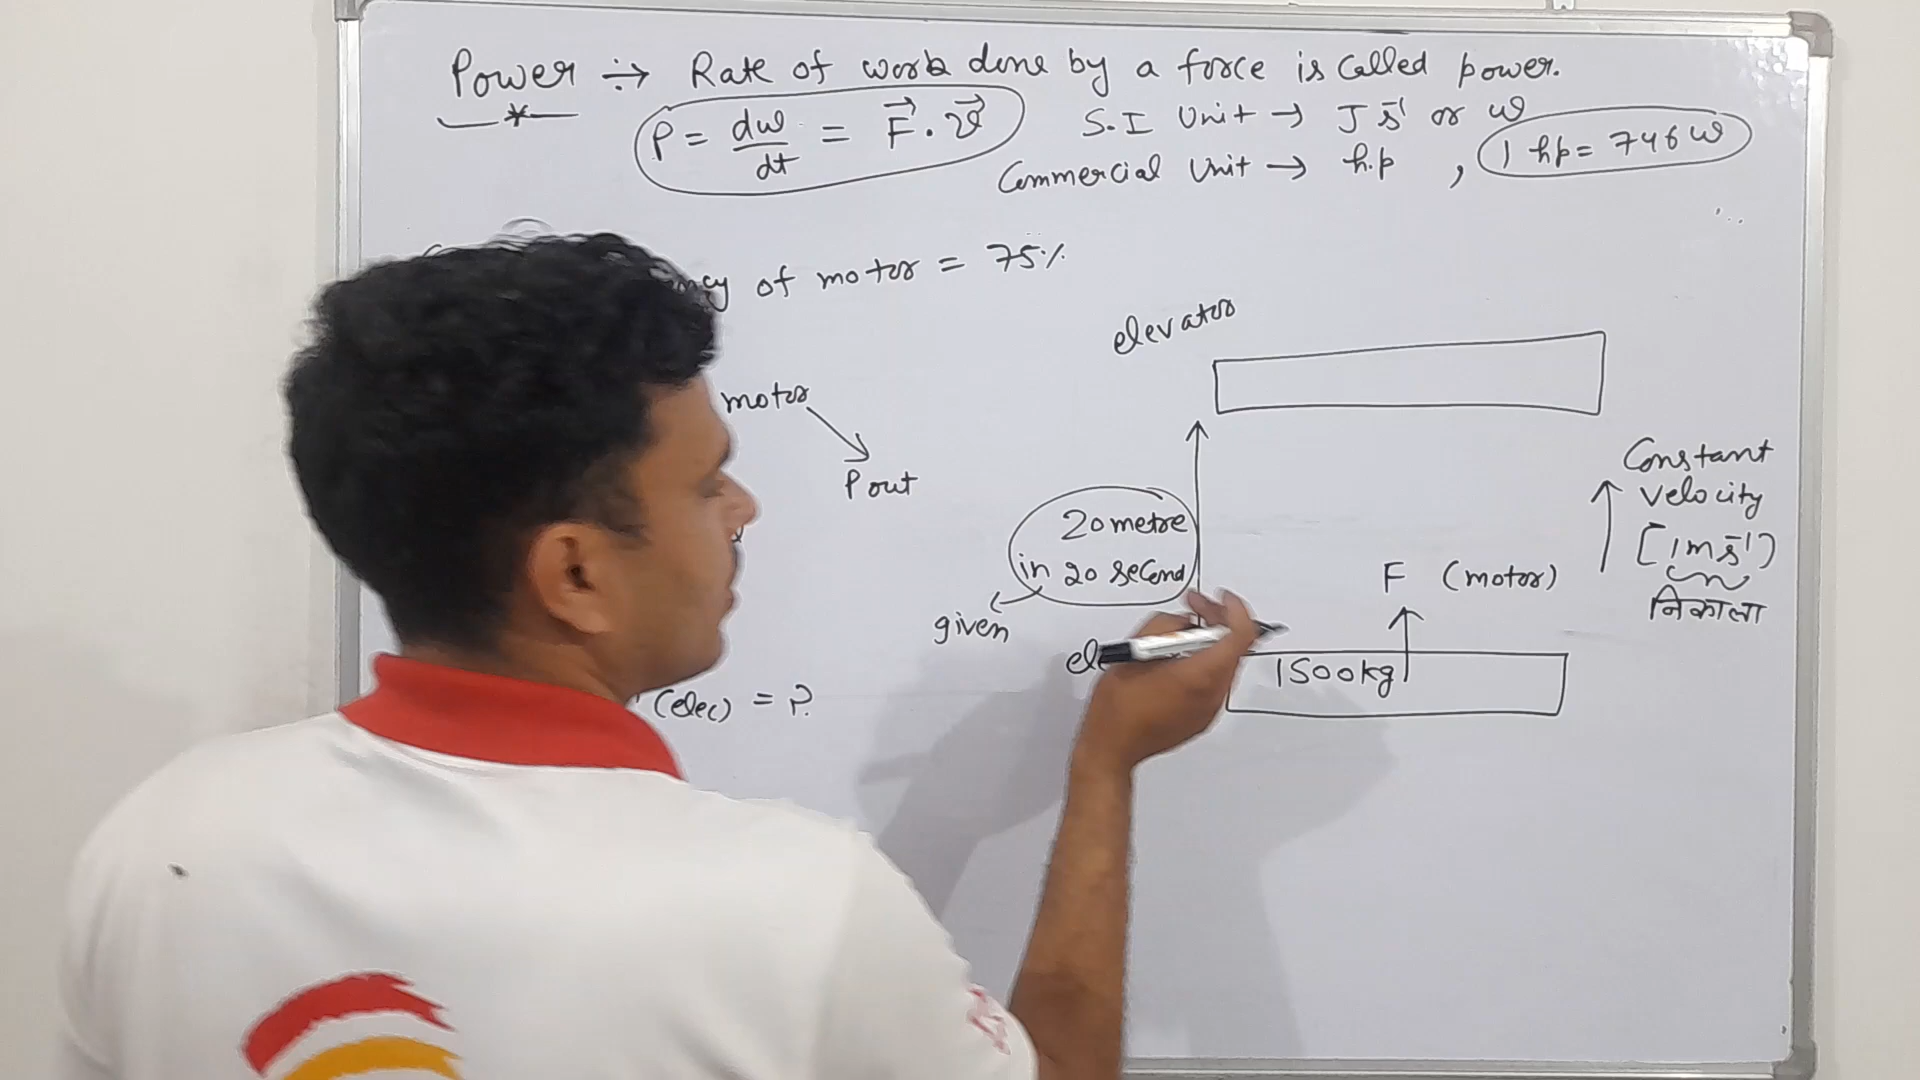 Power ÷→ Rate of work done by a force is called power.
P = dw/dt = F⃗ . v⃗
S.I Unit → J s⁻¹ or W
Commercial Unit → h.p , 1 hp = 746 W
of motor = 75%
elevator
motor
P out
Constant
velocity
[1 m s⁻¹)
निकाला
20 metre
in 20 second
given
F (motor)
1500kg
(elec) = ?